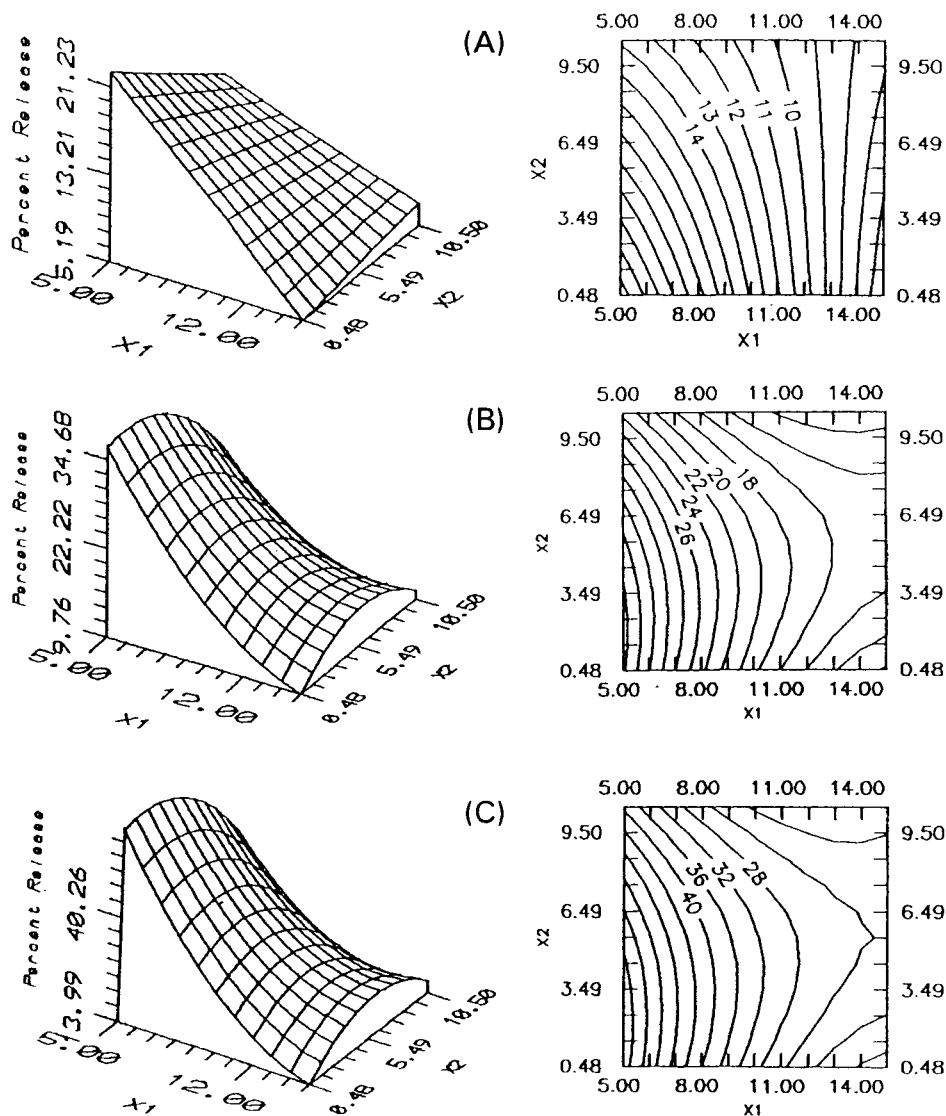 (A)
Percent Release
21.23
13.21
5.19
5.00
12.00
X1
0.48
5.49
10.50
X2
5.00 8.00 11.00 14.00
9.50 9.50
6.49 6.49
3.49 3.49
0.48 0.48
X2
14 13 12 11 10
5.00 8.00 11.00 14.00
X1
(B)
Percent Release
34.68
22.22
9.76
5.00
12.00
X1
0.48
5.49
10.50
X2
5.00 8.00 11.00 14.00
9.50 9.50
6.49 6.49
3.49 3.49
0.48 0.48
X2
26 24 22 20 18
5.00 8.00 11.00 14.00
X1
(C)
Percent Release
40.26
13.99
5.00
12.00
X1
0.48
5.49
10.50
X2
5.00 8.00 11.00 14.00
9.50 9.50
6.49 6.49
3.49 3.49
0.48 0.48
X2
40 36 32 28
5.00 8.00 11.00 14.00
X1